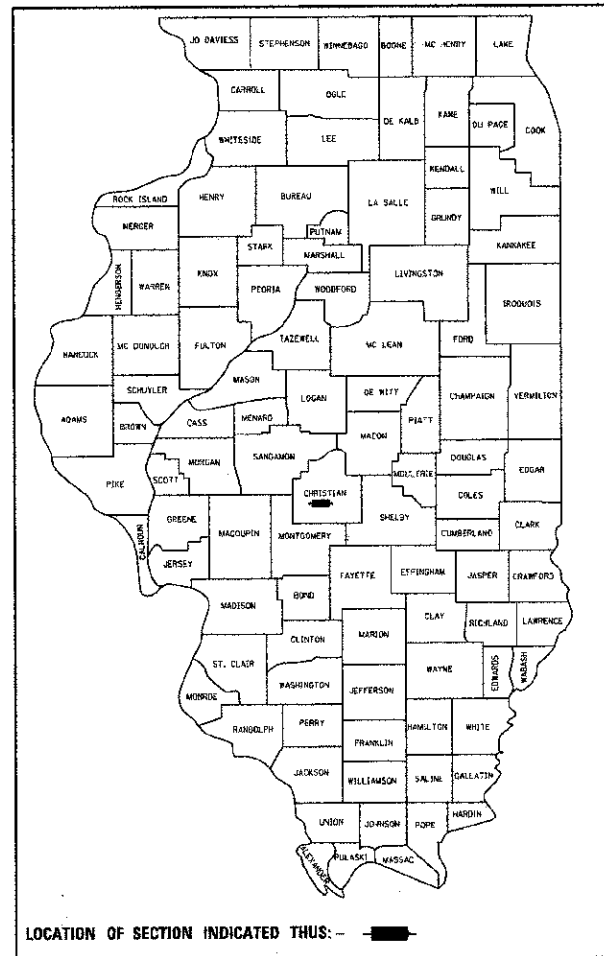 JO DAVIESS
STEPHENSON
WINNEBAGO
BOONE
MC HENRY
LAKE
CARROLL
OGLE
DE KALB
KANE
DU PAGE
COOK
WHITESIDE
LEE
KENDALL
WILL
ROCK ISLAND
HENRY
BUREAU
LA SALLE
GRUNDY
MERCER
PUTNAM
STARK
MARSHALL
KANKAKEE
HENDERSON
WARREN
KNOX
PEORIA
WOODFORD
LIVINGSTON
IROQUOIS
HANCOCK
MC DONOUGH
FULTON
TAZEWELL
MC LEAN
FORD
SCHUYLER
MASON
LOGAN
DE WITT
CHAMPAIGN
VERMILION
ADAMS
BROWN
CASS
MENARD
MACON
PIATT
PIKE
SCOTT
MORGAN
SANGAMON
CHRISTIAN
MOULTRIE
DOUGLAS
EDGAR
COLES
CALHOUN
GREENE
MACOUPIN
MONTGOMERY
SHELBY
CUMBERLAND
CLARK
JERSEY
FAYETTE
EFFINGHAM
JASPER
CRAWFORD
MADISON
BOND
CLAY
RICHLAND
LAWRENCE
CLINTON
MARION
ST. CLAIR
WAYNE
EDWARDS
WABASH
MONROE
WASHINGTON
JEFFERSON
RANDOLPH
PERRY
HAMILTON
WHITE
FRANKLIN
JACKSON
WILLIAMSON
SALINE
GALLATIN
UNION
JOHNSON
POPE
HARDIN
ALEXANDER
PULASKI
MASSAC
LOCATION OF SECTION INDICATED THUS: -